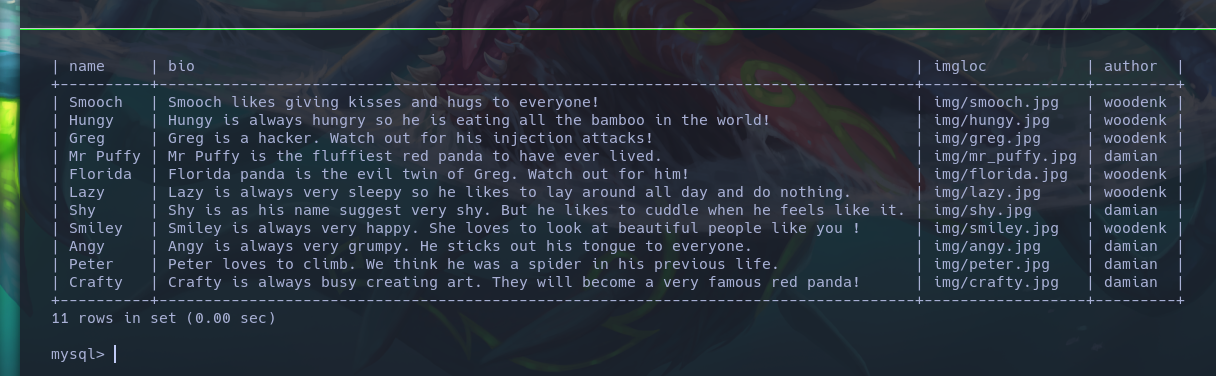 | name     | bio                                                                                | imgloc           | author  |
+----------+------------------------------------------------------------------------------------+------------------+---------+
| Smooch   | Smooch likes giving kisses and hugs to everyone!                                   | img/smooch.jpg   | woodenk |
| Hungy    | Hungy is always hungry so he is eating all the bamboo in the world!                | img/hungy.jpg    | woodenk |
| Greg     | Greg is a hacker. Watch out for his injection attacks!                             | img/greg.jpg     | woodenk |
| Mr Puffy | Mr Puffy is the fluffiest red panda to have ever lived.                            | img/mr_puffy.jpg | damian  |
| Florida  | Florida panda is the evil twin of Greg. Watch out for him!                         | img/florida.jpg  | woodenk |
| Lazy     | Lazy is always very sleepy so he likes to lay around all day and do nothing.       | img/lazy.jpg     | woodenk |
| Shy      | Shy is as his name suggest very shy. But he likes to cuddle when he feels like it. | img/shy.jpg      | damian  |
| Smiley   | Smiley is always very happy. She loves to look at beautiful people like you !      | img/smiley.jpg   | woodenk |
| Angy     | Angy is always very grumpy. He sticks out his tongue to everyone.                  | img/angy.jpg     | damian  |
| Peter    | Peter loves to climb. We think he was a spider in his previous life.               | img/peter.jpg    | damian  |
| Crafty   | Crafty is always busy creating art. They will become a very famous red panda!      | img/crafty.jpg   | damian  |
+----------+------------------------------------------------------------------------------------+------------------+---------+
11 rows in set (0.00 sec)
mysql>